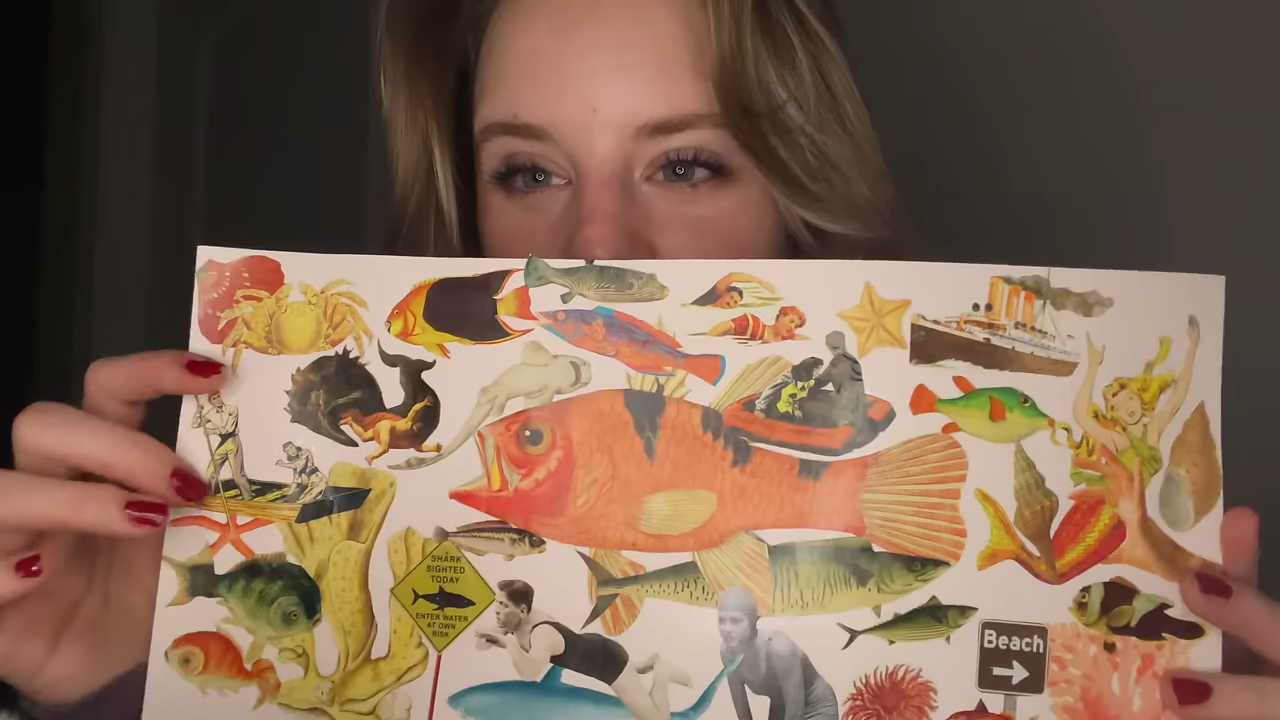 SHARK
SIGHTED
TODAY
ENTER WATER
AT OWN
RISK
Beach